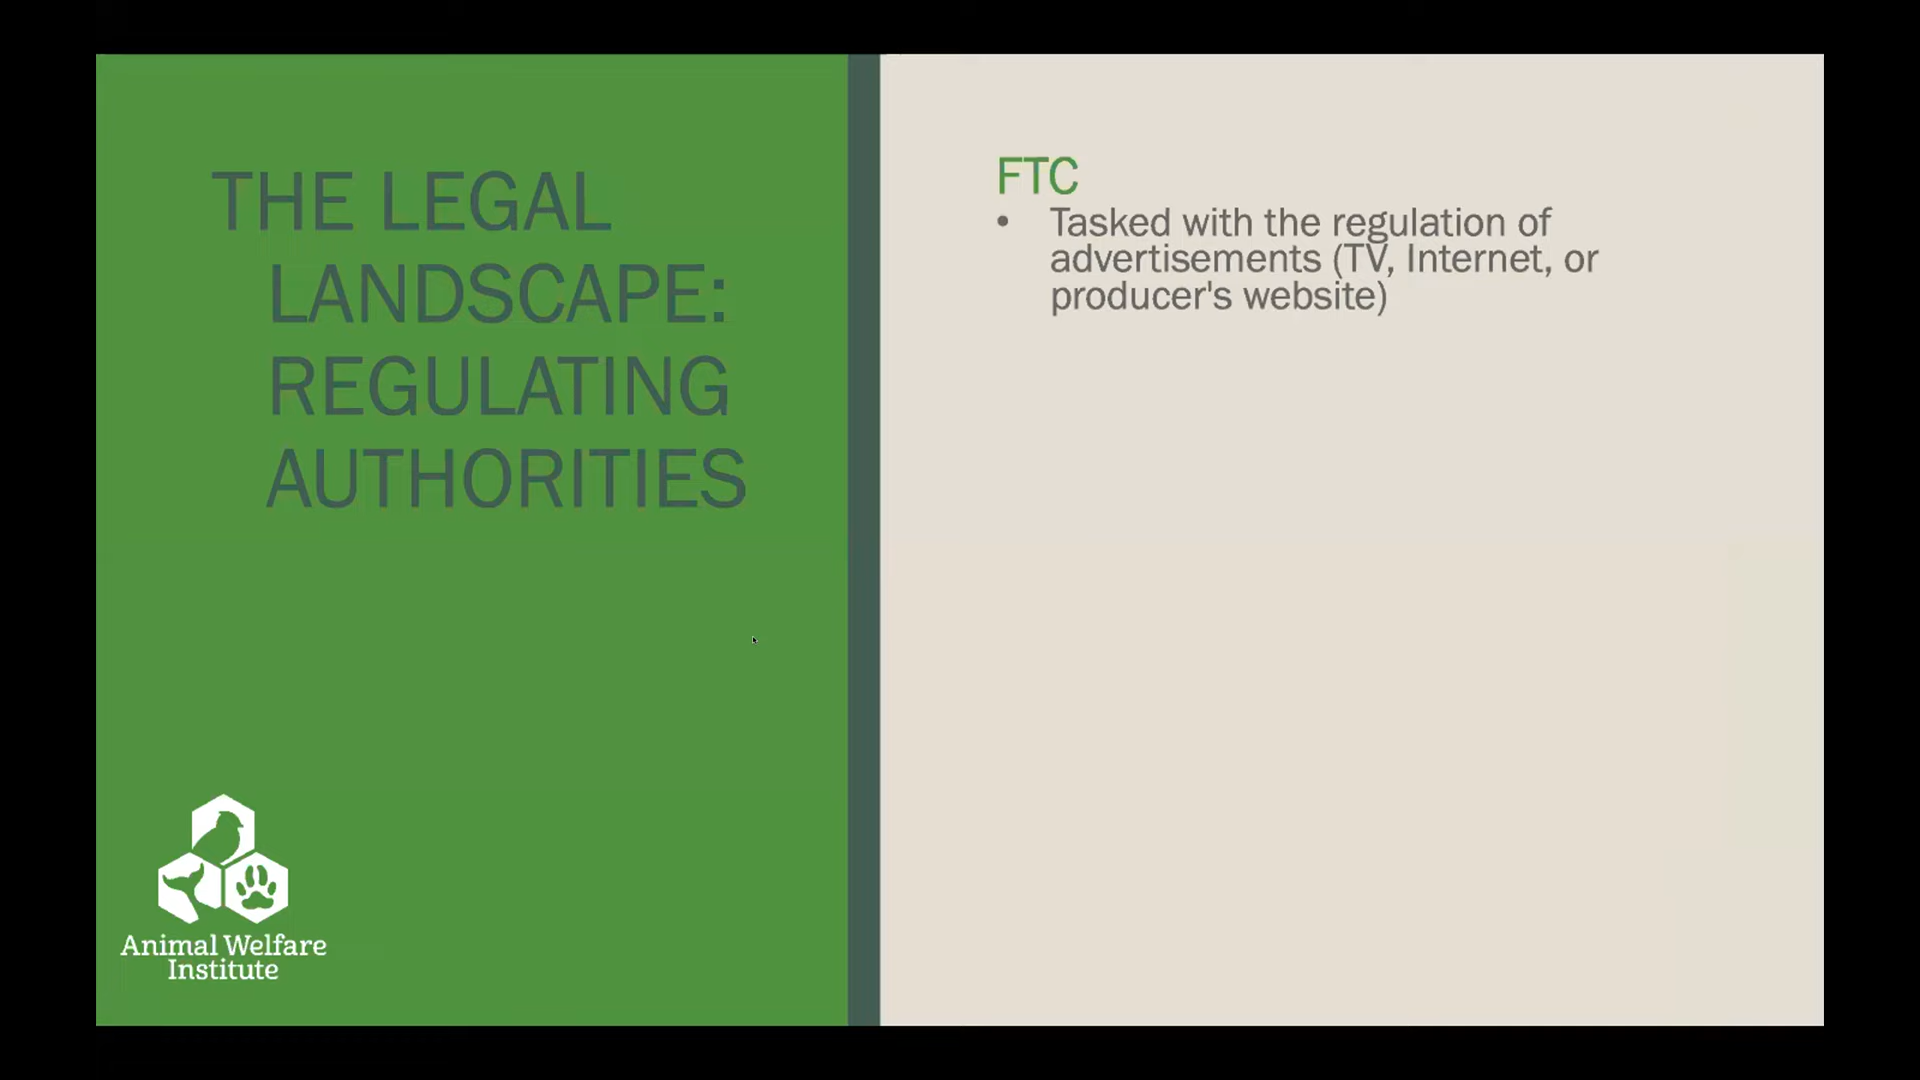 THE LEGAL
LANDSCAPE:
REGULATING
AUTHORITIES
FTC
• Tasked with the regulation of
advertisements (TV, Internet, or
producer's website)
Animal Welfare
Institute